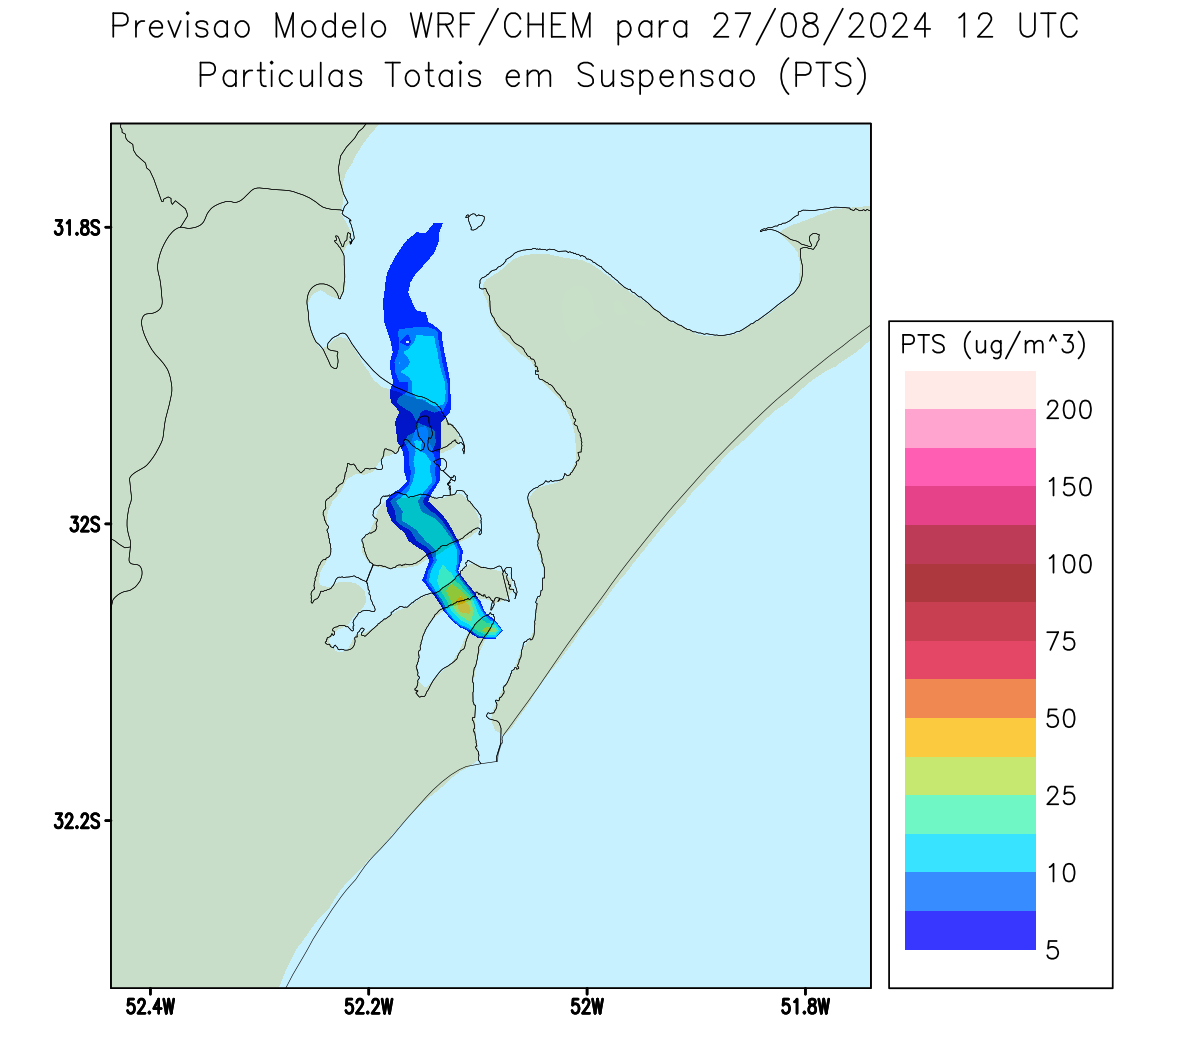 Previsao Modelo WRF/CHEM para 27/08/2024 12 UTC
Particulas Totais em Suspensao (PTS)
31.8S
32S
32.2S
52.4W 52.2W 52W 51.8W
PTS (ug/m^3)
200
150
100
75
50
25
10
5